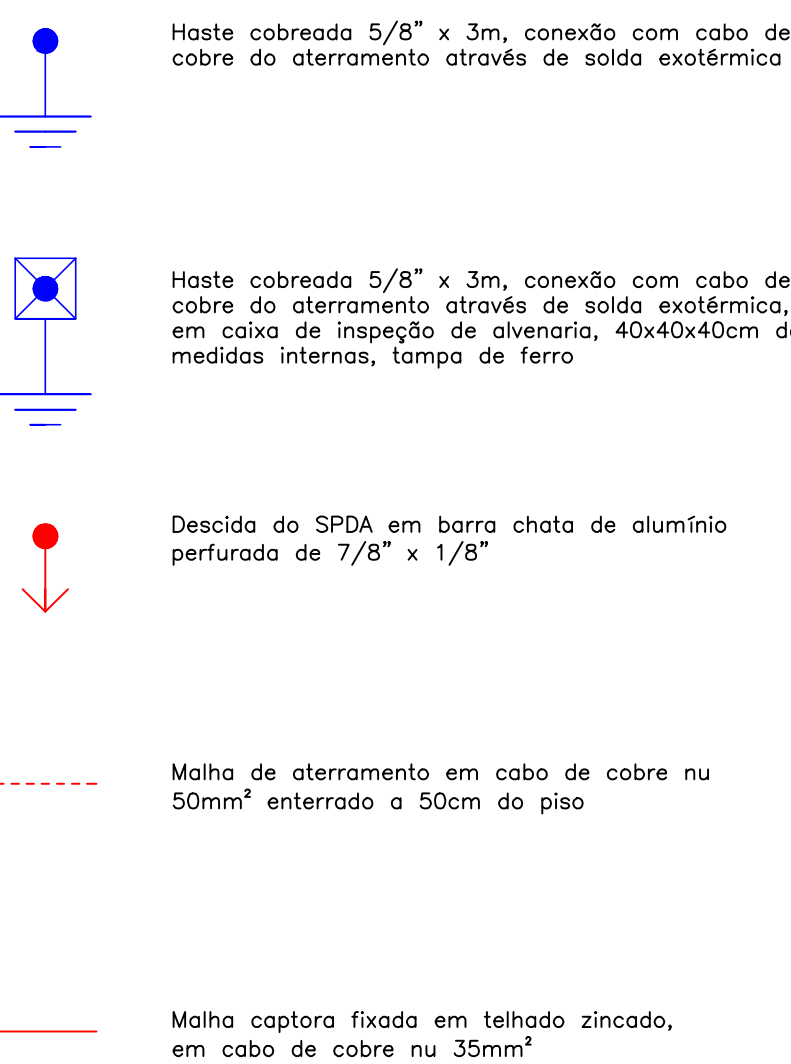 Haste cobreada 5/8" x 3m, conexão com cabo de
cobre do aterramento através de solda exotérmica
Haste cobreada 5/8" x 3m, conexão com cabo de
cobre do aterramento através de solda exotérmica,
em caixa de inspeção de alvenaria, 40x40x40cm de
medidas internas, tampa de ferro
Descida do SPDA em barra chata de alumínio
perfurada de 7/8" x 1/8"
Malha de aterramento em cabo de cobre nu
50mm² enterrado a 50cm do piso
Malha captora fixada em telhado zincado,
em cabo de cobre nu 35mm²